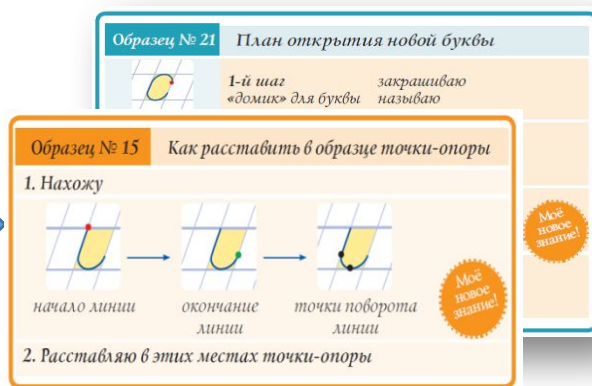 Образец № 21 План открытия новой буквы
1-й шаг закрашиваю
«домик» для буквы называю
Моё
новое
знание!
Образец № 15 Как расставить в образце точки-опоры
1. Нахожу
начало линии окончание точки поворота
линии линии
Моё
новое
знание!
2. Расставляю в этих местах точки-опоры